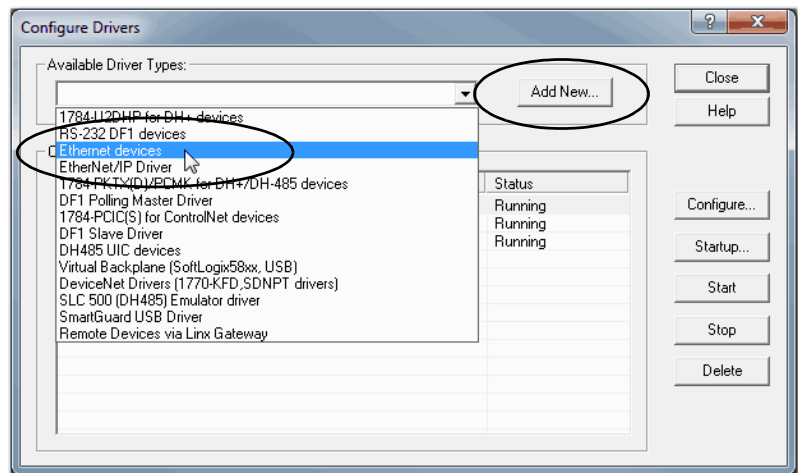 Configure Drivers
?
Available Driver Types:
Add New...
Close
Help
1784-U2DHP for DH+ devices
RS-232 DF1 devices
Ethernet devices
EtherNet/IP Driver
1784-PKTX(D)/PCMK for DH+/DH-485 devices
DF1 Polling Master Driver
1784-PCIC(S) for ControlNet devices
DF1 Slave Driver
DH485 UIC devices
Virtual Backplane (SoftLogix58xx, USB)
DeviceNet Drivers (1770-KFD,SDNPT drivers)
SLC 500 (DH485) Emulator driver
SmartGuard USB Driver
Remote Devices via Linx Gateway
Status
Running
Running
Running
Configure...
Startup...
Start
Stop
Delete